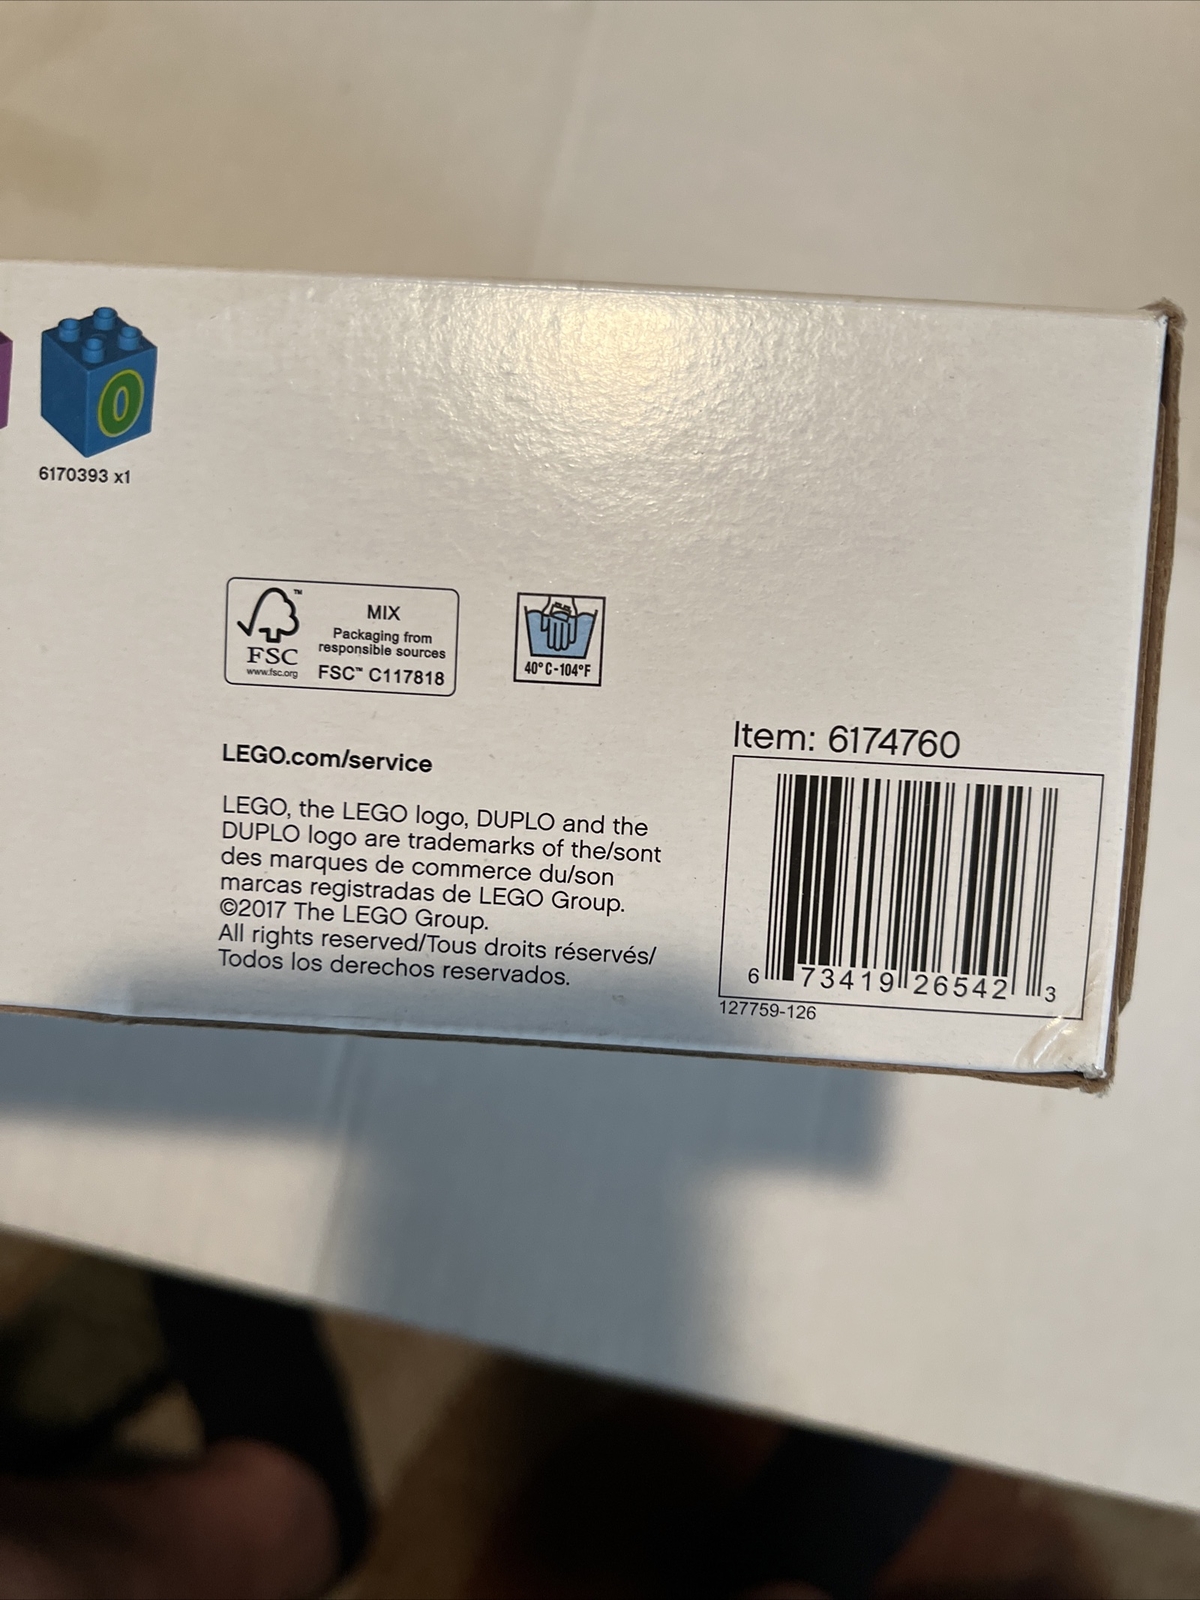 0
6170393 x1
™
FSC
www.fsc.org
MIX
Packaging from
responsible sources
FSC™ C117818
40°C-104°F
LEGO.com/service
LEGO, the LEGO logo, DUPLO and the
DUPLO logo are trademarks of the/sont
des marques de commerce du/son
marcas registradas de LEGO Group.
©2017 The LEGO Group.
All rights reserved/Tous droits réservés/
Todos los derechos reservados.
Item: 6174760
6 73419 26542 3
127759-126